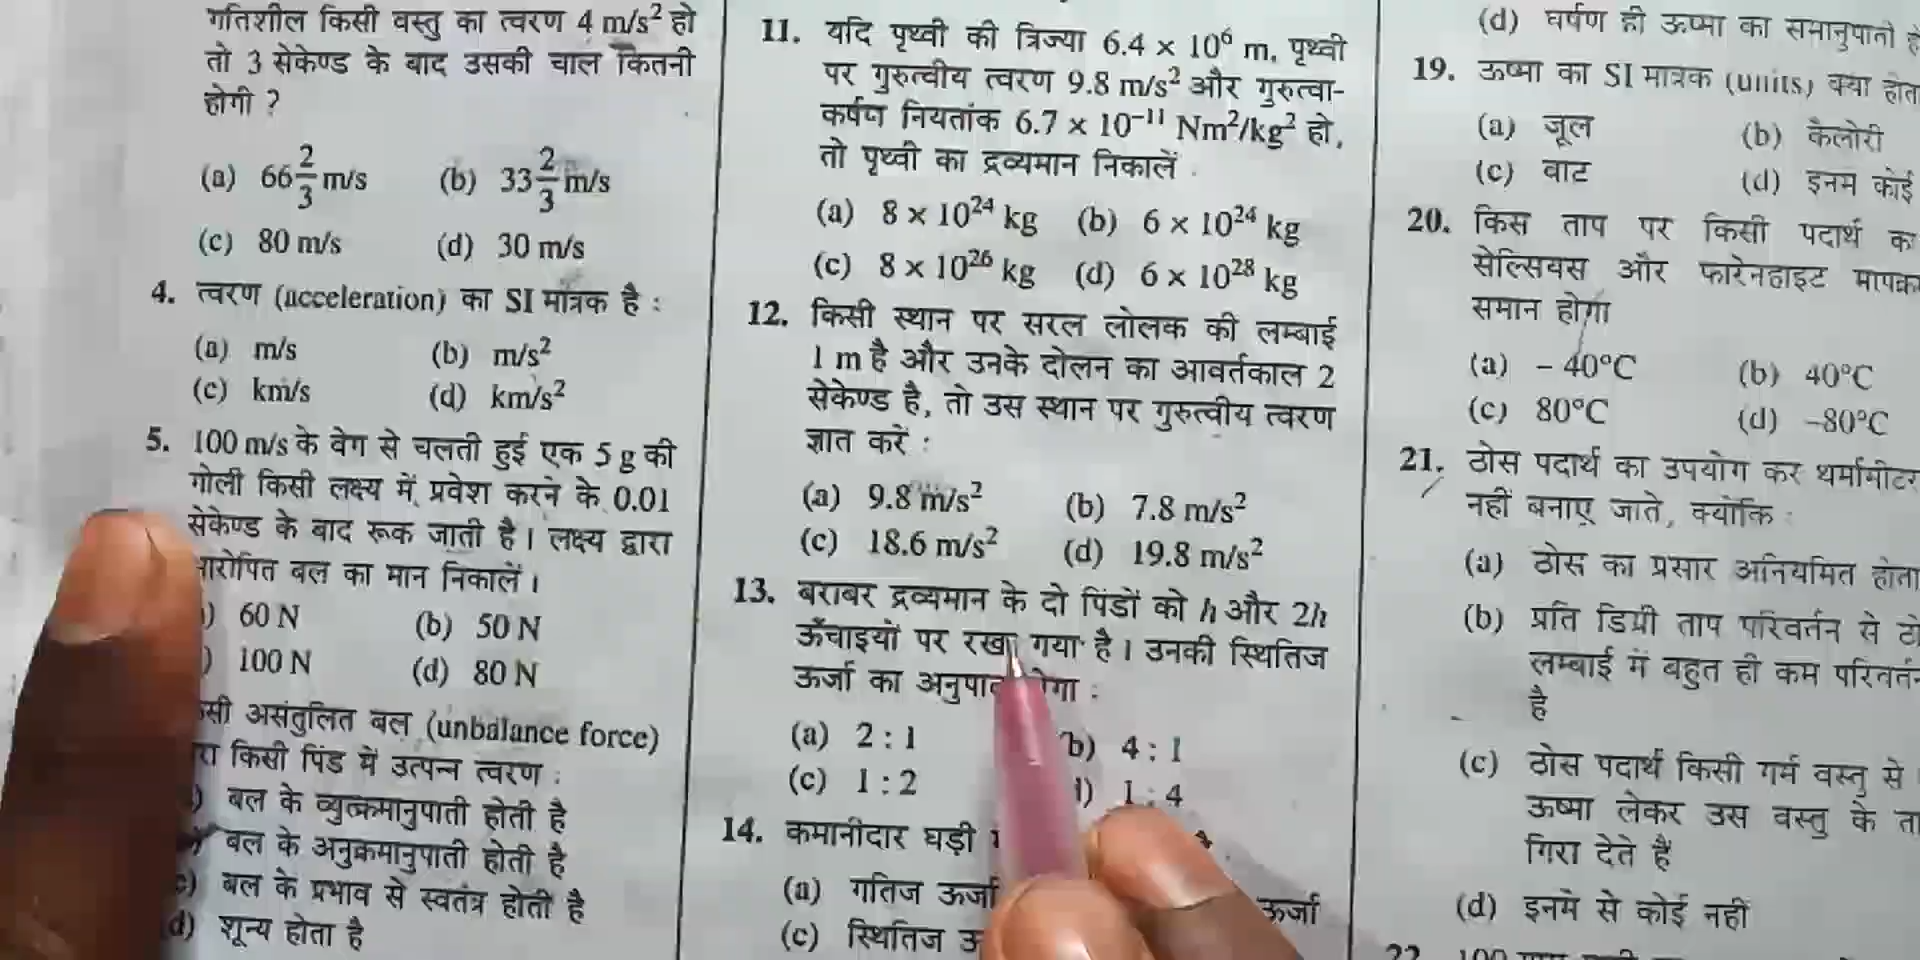 गतिशील किसी वस्तु का त्वरण 4 m/s² हो
तो 3 सेकेण्ड के बाद उसकी चाल कितनी
होगी ?
(a) 66 2/3 m/s (b) 33 2/3 m/s
(c) 80 m/s (d) 30 m/s
4. त्वरण (acceleration) का SI मात्रक है :
(a) m/s (b) m/s²
(c) km/s (d) km/s²
5. 100 m/s के वेग से चलती हुई एक 5 g की
गोली किसी लक्ष्य में प्रवेश करने के 0.01
सेकेण्ड के बाद रूक जाती है। लक्ष्य द्वारा
बल का मान निकालें।
) 60 N (b) 50 N
) 100 N (d) 80 N
असंतुलित बल (unbalance force)
किसी पिंड में उत्पन्न त्वरण :
) बल के व्युत्क्रमानुपाती होती है
बल के अनुक्रमानुपाती होती है
) बल के प्रभाव से स्वतंत्र होती है
d) शून्य होता है
11. यदि पृथ्वी की त्रिज्या 6.4 × 10⁶ m, पृथ्वी
पर गुरुत्वीय त्वरण 9.8 m/s² और गुरुत्वा-
कर्षण नियतांक 6.7 × 10⁻¹¹ Nm²/kg² हो,
तो पृथ्वी का द्रव्यमान निकालें .
(a) 8 × 10²⁴ kg (b) 6 × 10²⁴ kg
(c) 8 × 10²⁶ kg (d) 6 × 10²⁸ kg
12. किसी स्थान पर सरल लोलक की लम्बाई
1 m है और उनके दोलन का आवर्तकाल 2
सेकेण्ड है, तो उस स्थान पर गुरुत्वीय त्वरण
ज्ञात करें :
(a) 9.8 m/s² (b) 7.8 m/s²
(c) 18.6 m/s² (d) 19.8 m/s²
13. बराबर द्रव्यमान के दो पिंडों को h और 2h
ऊँचाइयों पर रखा गया है। उनकी स्थितिज
ऊर्जा का :
(a) 2 : 1 b) 4 : 1
(c) 1 : 2 1 : 4
14. कमानीदार घड़ी
(a) गतिज ऊर्जा ऊर्जा
(c) स्थितिज
(d) घर्षण ही ऊष्मा का समानुपाती
19. ऊष्मा का SI मात्रक (units) क्या
(a) जूल (b) कैलोरी
(c) वाट (d) इनमें कोई
20. किस ताप पर किसी पदार्थ का
सेल्सियस और फारेनहाइट
समान होगा
(a) – 40°C (b) 40°C
(c) 80°C (d) –80°C
21. ठोस पदार्थ का उपयोग कर थर्मामीटर
नहीं बनाए जाते, क्योंकि :
(a) ठोस का प्रसार अनियमित होता
(b) प्रति डिग्री ताप परिवर्तन से
लम्बाई में बहुत ही कम परिवर्तन
है
(c) ठोस पदार्थ किसी गर्म वस्तु से
ऊष्मा लेकर उस वस्तु के
गिरा देते हैं
(d) इनमें से कोई नहीं